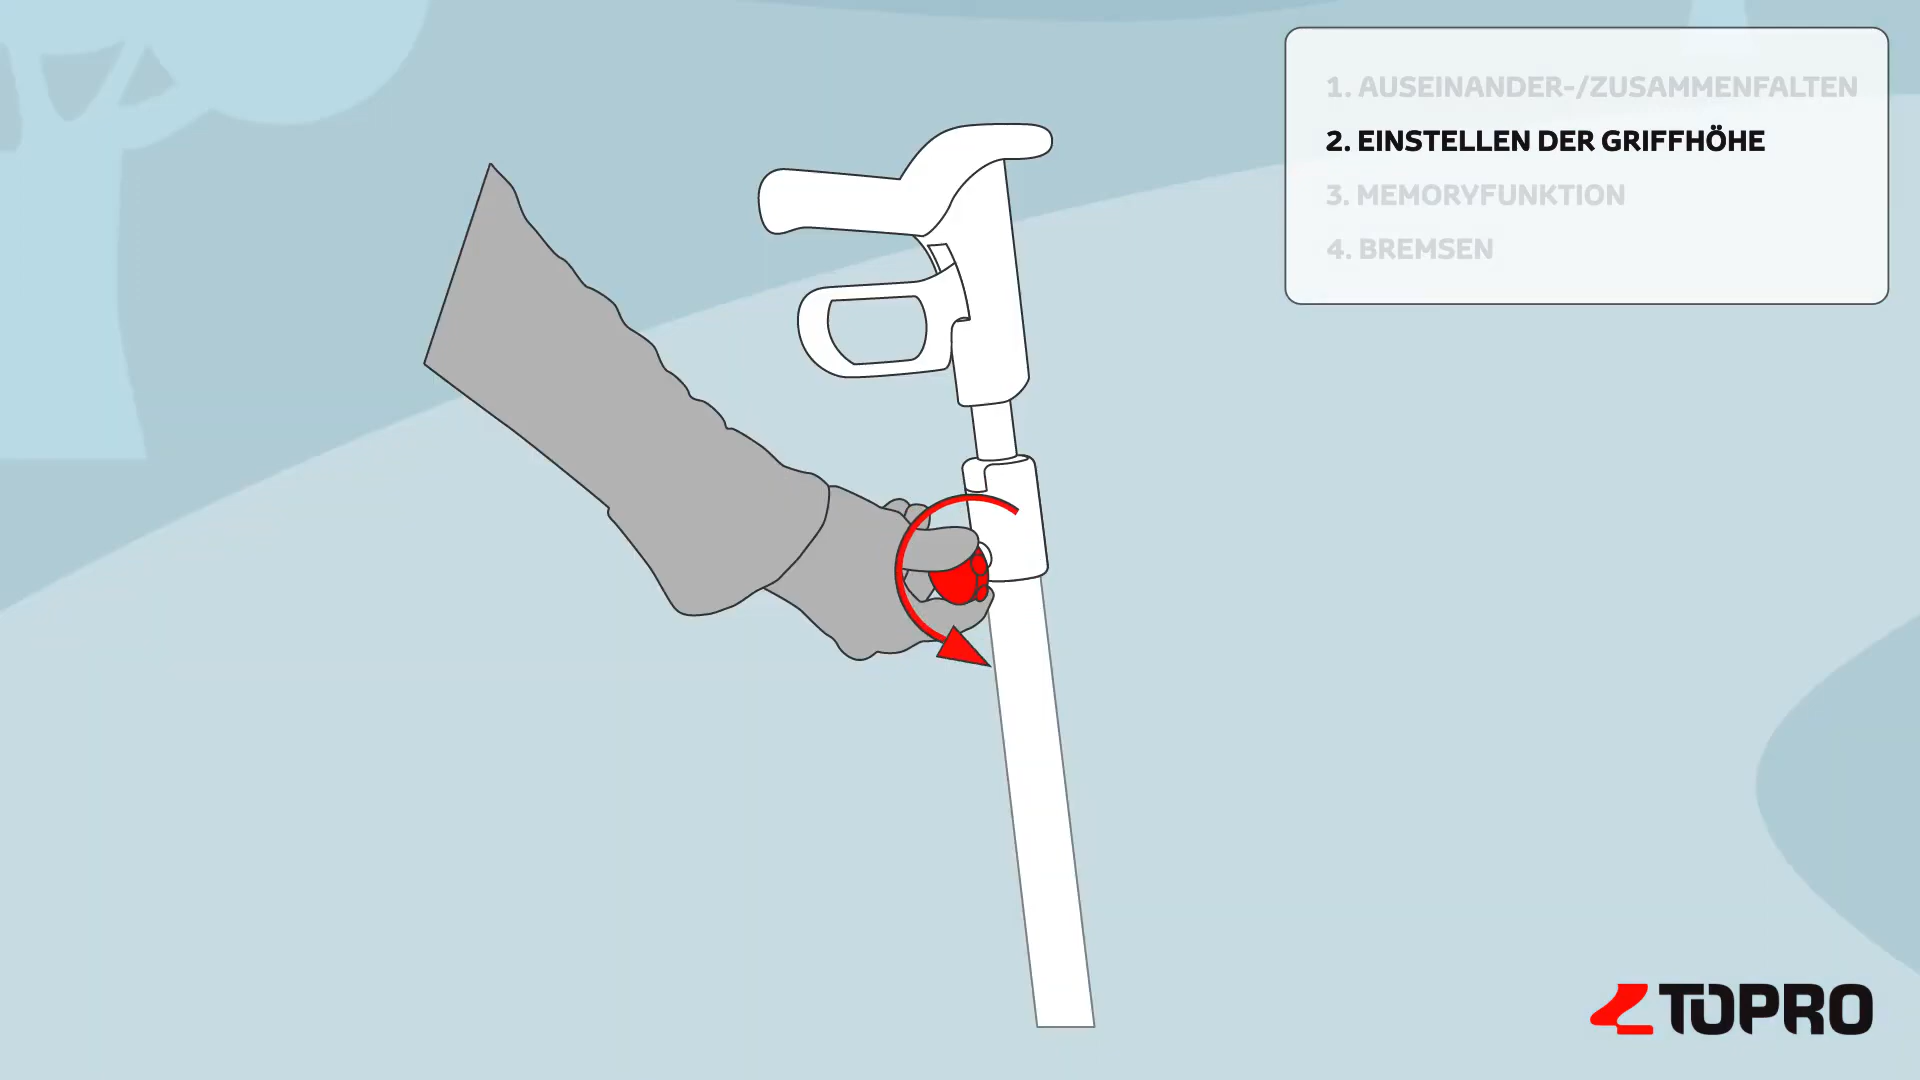 1. AUSEINANDER-/ZUSAMMENFALTEN
2. EINSTELLEN DER GRIFFHÖHE
3. MEMORYFUNKTION
4. BREMSEN
TOPRO